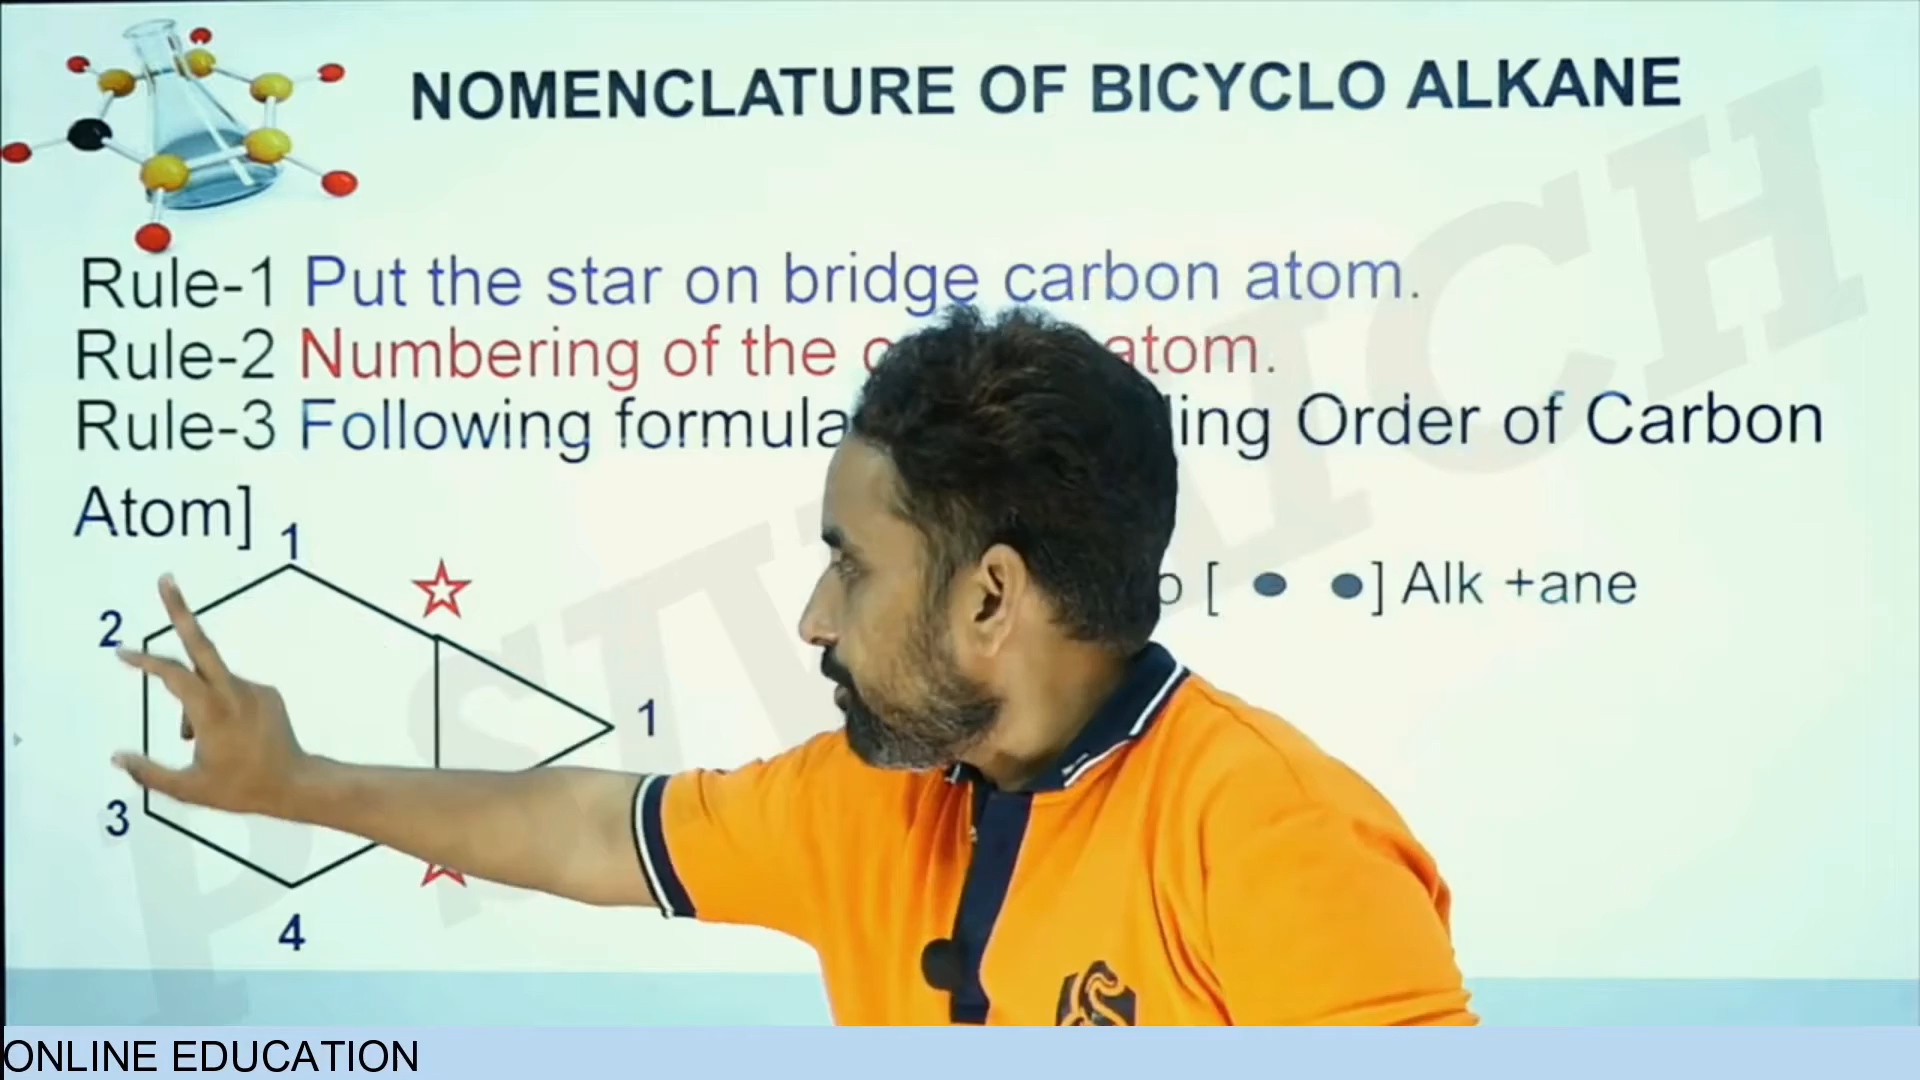 NOMENCLATURE OF BICYCLO ALKANE
Rule-1 Put the star on bridge carbon atom.
Rule-2 Numbering of the atom.
Rule-3 Following formula Order of Carbon
Atom]
1
2
[ • • ] Alk +ane
1
3
4
ONLINE EDUCATION